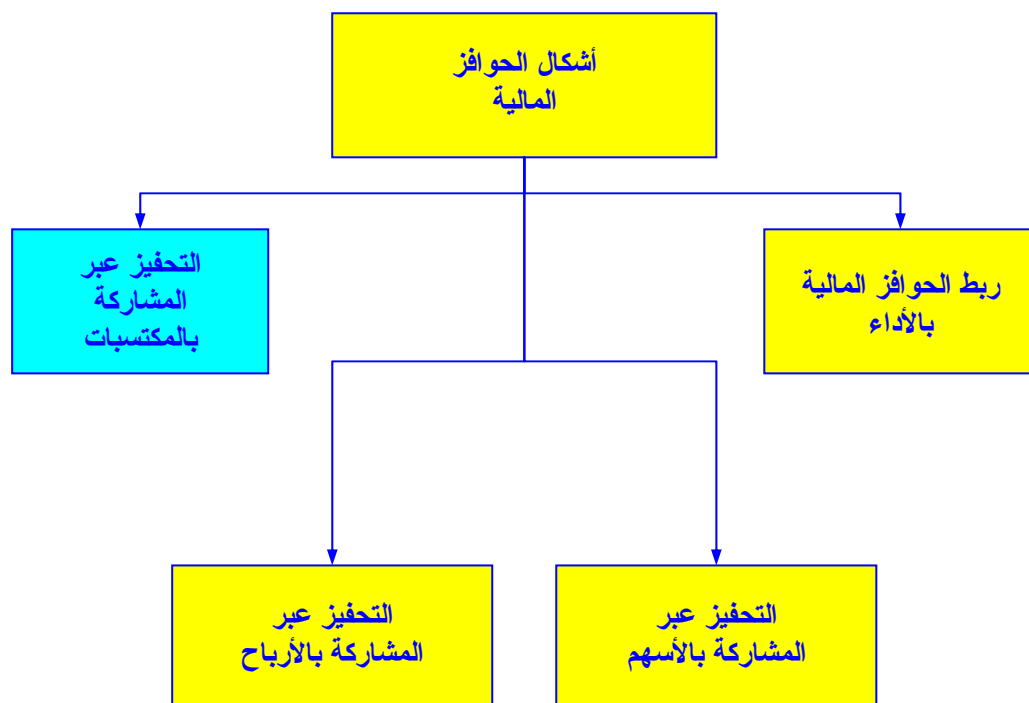 أشكال الحوافز
المالية
ربط الحوافز المالية
بالأداء
التحفيز عبر
المشاركة
بالمكتسبات
التحفيز عبر
المشاركة بالأسهم
التحفيز عبر
المشاركة بالأرباح